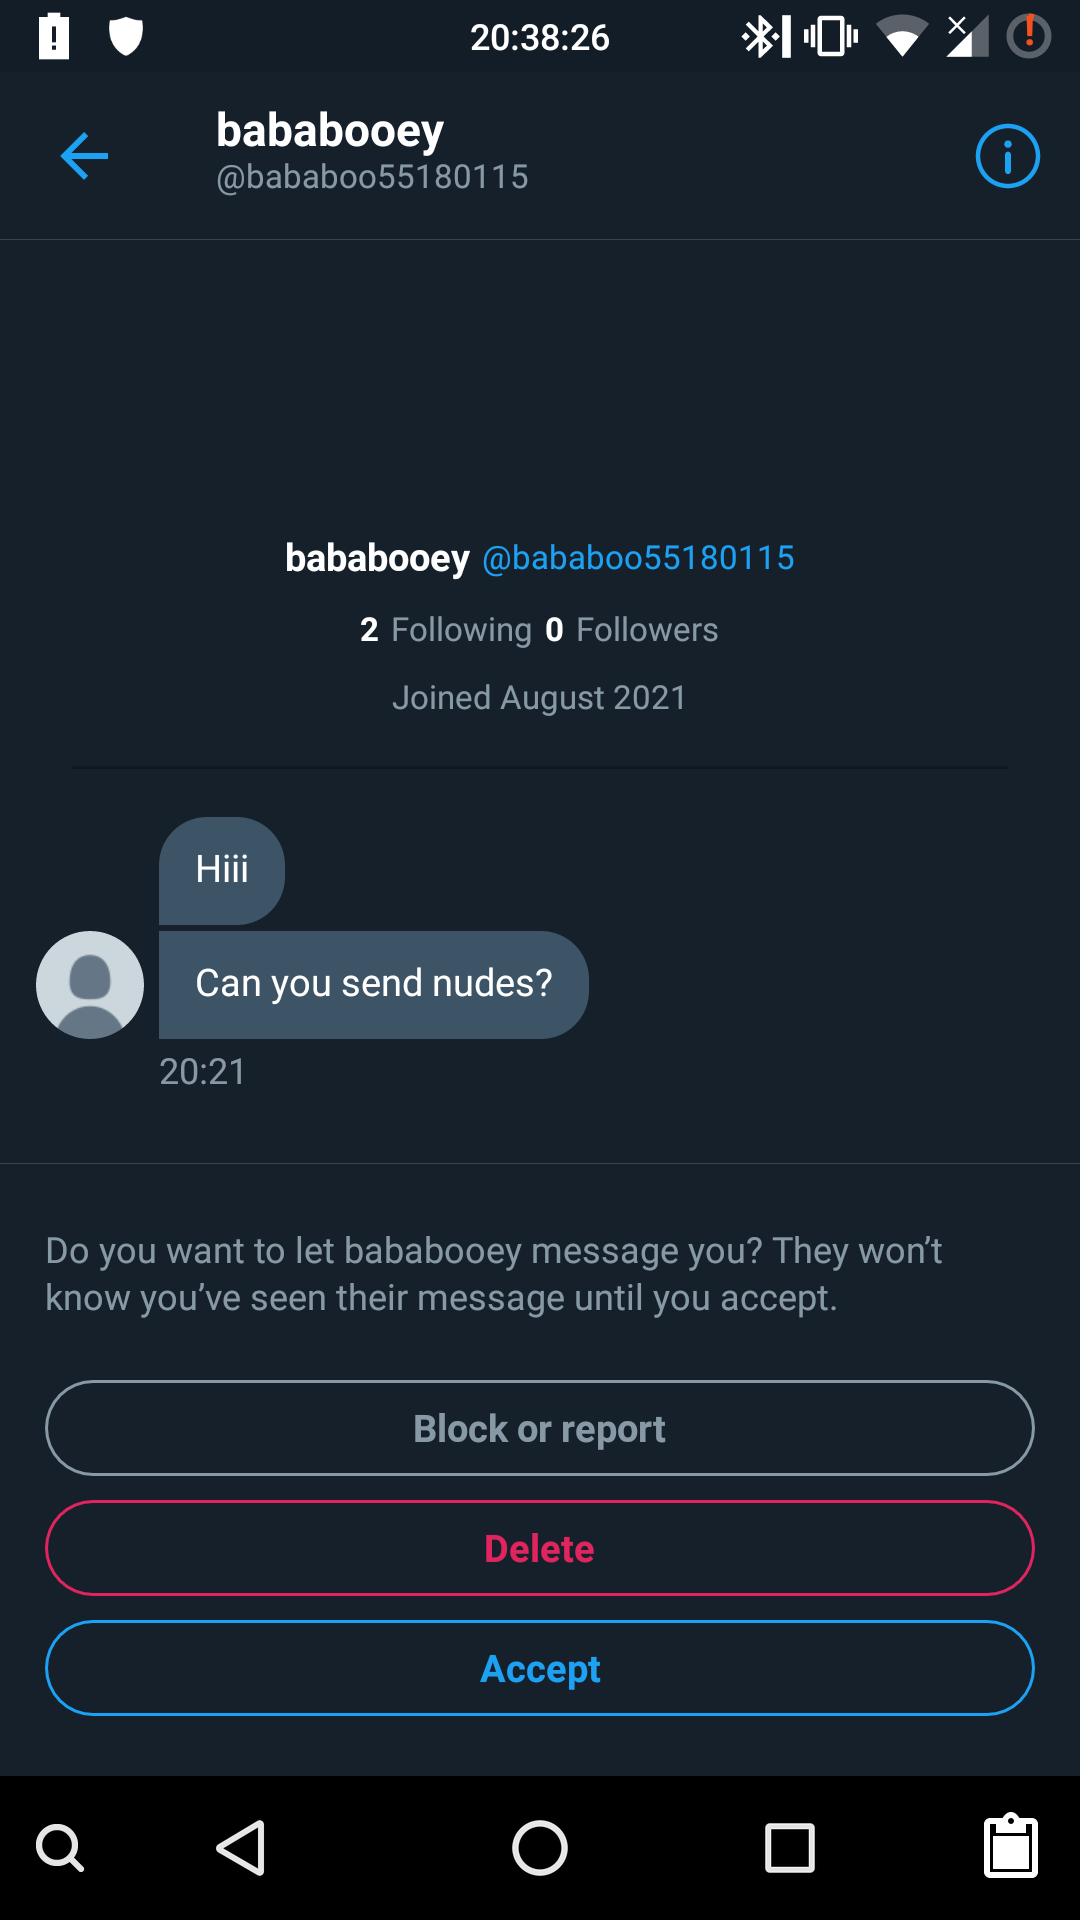 20:38:26
bababooey
@bababoo55180115
bababooey @bababoo55180115
2 Following 0 Followers
Joined August 2021
Hiii
Can you send nudes?
20:21
Do you want to let bababooey message you? They won’t
know you’ve seen their message until you accept.
Block or report
Delete
Accept